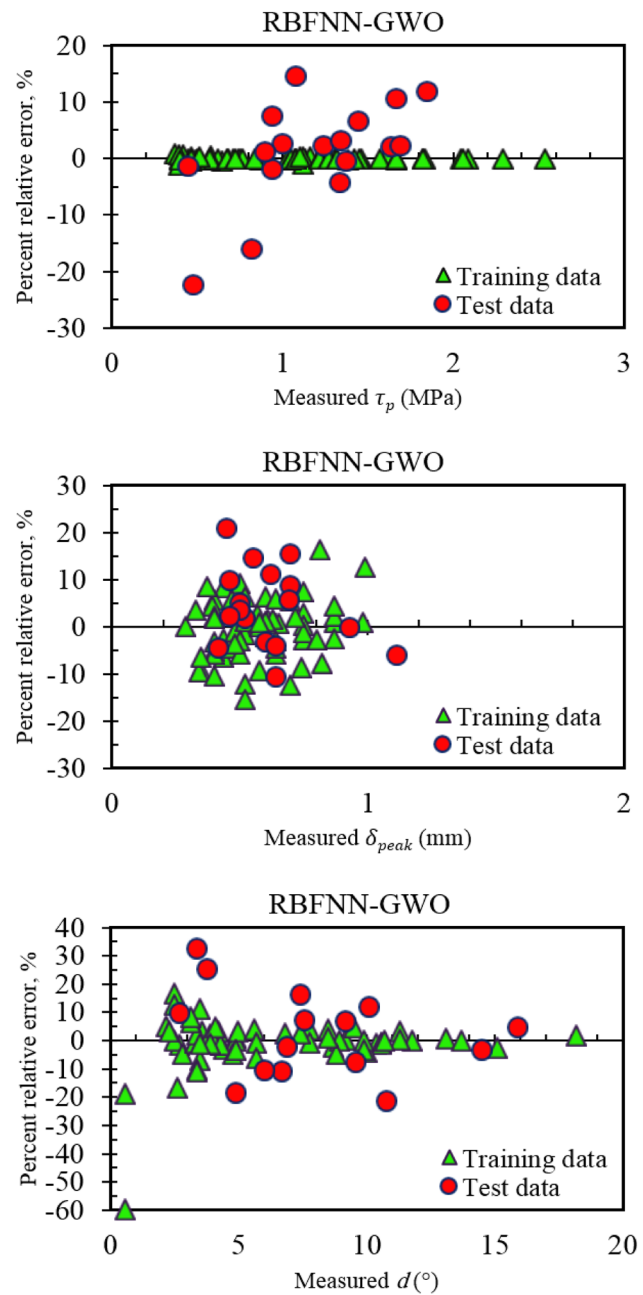 RBFNN-GWO
Percent relative error, %
20
10
0
-10
-20
-30
Training data
Test data
0 1 2 3
Measured τp (MPa)
RBFNN-GWO
Percent relative error, %
30
20
10
0
-10
-20
-30
Training data
Test data
0 1 2
Measured δpeak (mm)
RBFNN-GWO
Percent relative error, %
40
30
20
10
0
-10
-20
-30
-40
-50
-60
Training data
Test data
0 5 10 15 20
Measured d(°)